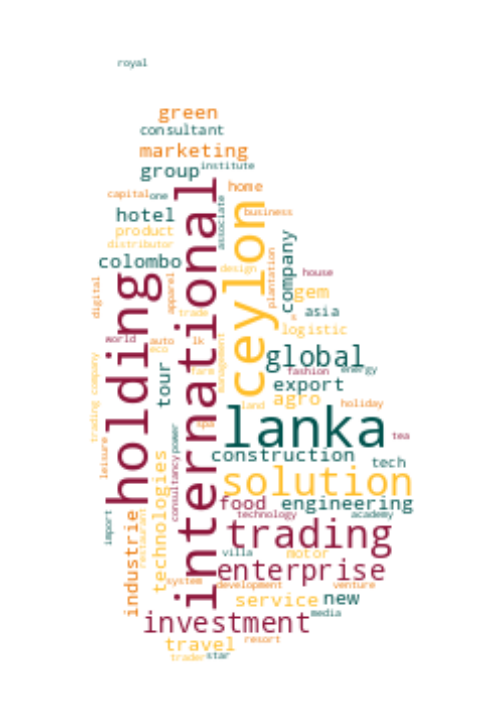 royal
green
consultant
marketing
institute
group
home
capital
one
hotel
associate
business
product
distributor
colombo
international
ceylon
company
design
plantation
house
holding
apparel
digital
gem
asia
trade
logistic
world
auto
lk
eco
global
management
farm
fashion
energy
tour
export
trading company
agro
land
holiday
lanka
spa
power
tea
leisure
consultancy
construction
tech
technologies
solution
food
engineering
import
industrie
restaurant
technology
academy
trading
villa
motor
enterprise
system
development
venture
service
new
investment
media
travel
resort
trader
star